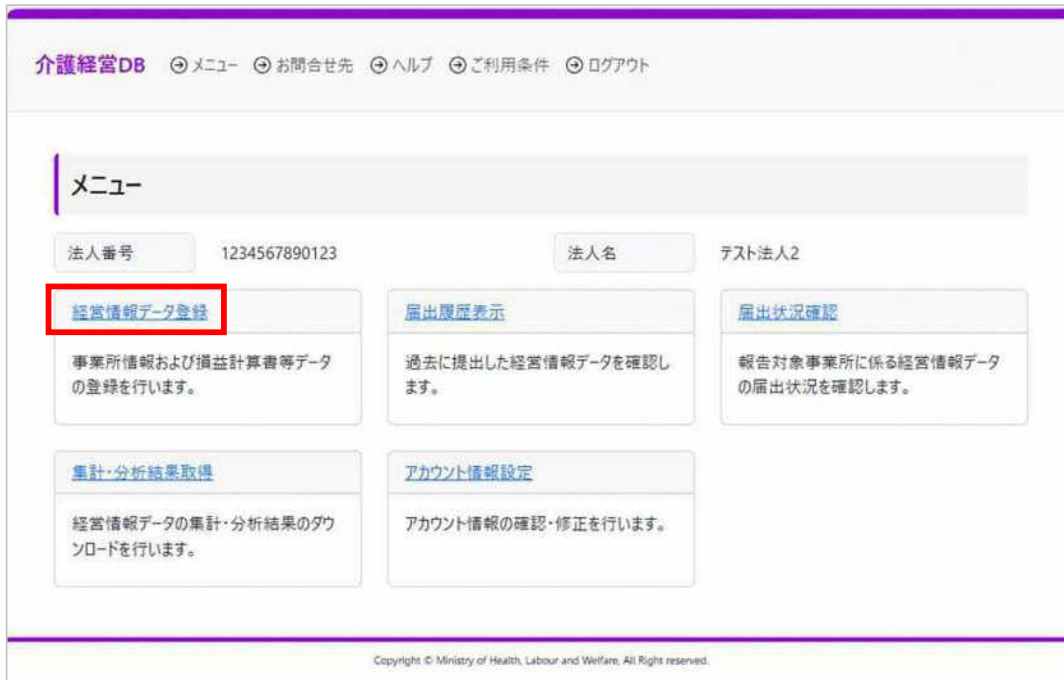 介護経営DB メニュー お問合せ先 ヘルプ ご利用条件 ログアウト
メニュー
法人番号 1234567890123 法人名 テスト法人2
経営情報データ登録
事業所情報および損益計算書等データ
の登録を行います。
届出履歴表示
過去に提出した経営情報データを確認し
ます。
届出状況確認
報告対象事業所に係る経営情報データ
の届出状況を確認します。
集計・分析結果取得
経営情報データの集計・分析結果のダウ
ンロードを行います。
アカウント情報設定
アカウント情報の確認・修正を行います。
Copyright © Ministry of Health, Labour and Welfare, All Right reserved.